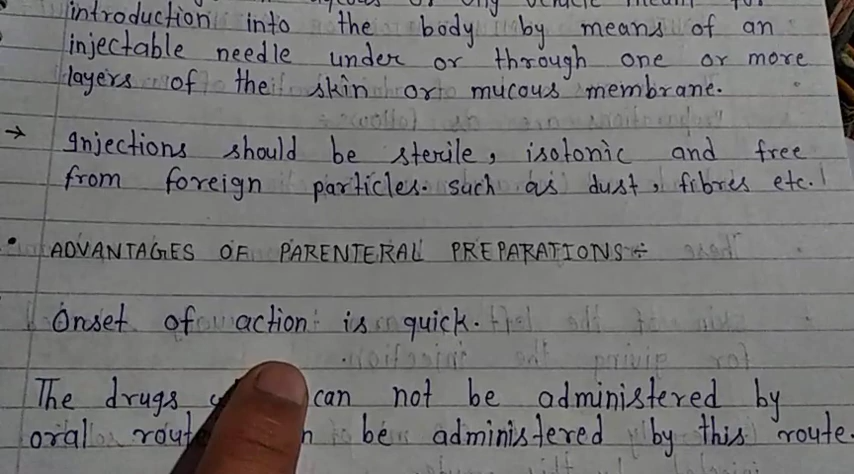 introduction into the body by means of an
injectable needle under or through one or more
layers of the skin or mucous membrane.
→ Injections should be sterile, isotonic and free
from foreign particles. such as dust, fibres etc.
• ADVANTAGES OF PARENTERAL PREPARATIONS÷
Onset of action is quick.
The drugs can not be administered by
oral route be administered by this route.